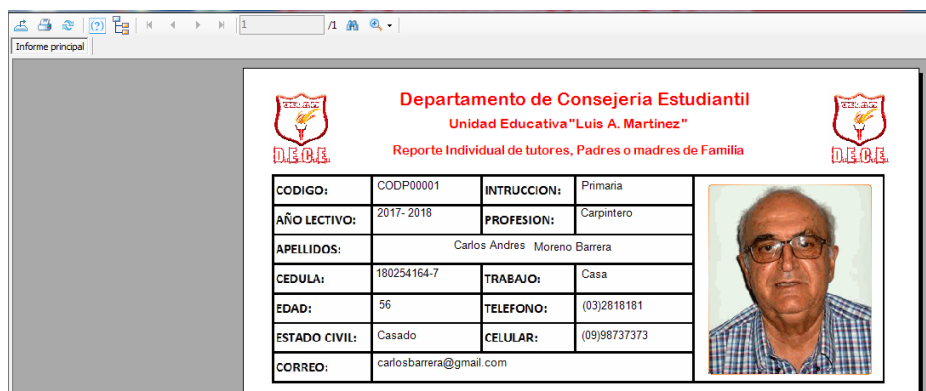 1 /1
Informe principal
Departamento de Consejeria Estudiantil
Unidad Educativa"Luis A. Martinez"
Reporte Individual de tutores, Padres o madres de Familia
D.E.C.E. D.E.C.E.
CODIGO: CODP00001 INTRUCCION: Primaria
AÑO LECTIVO: 2017- 2018 PROFESION: Carpintero
APELLIDOS: Carlos Andres Moreno Barrera
CEDULA: 180254164-7 TRABAJO: Casa
EDAD: 56 TELEFONO: (03)2818181
ESTADO CIVIL: Casado CELULAR: (09)98737373
CORREO: carlosbarrera@gmail.com